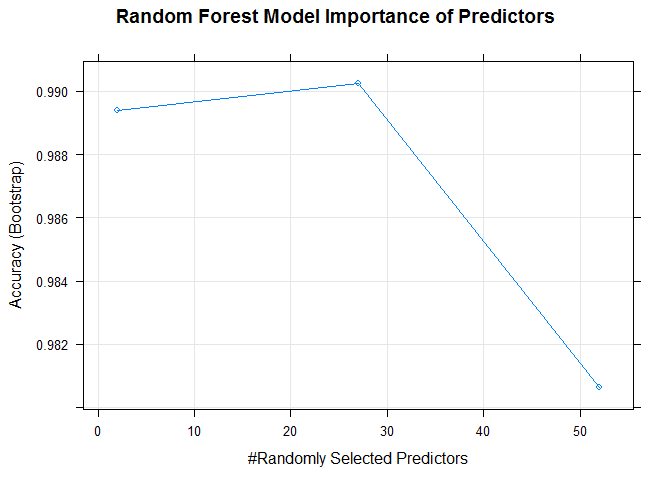 Random Forest Model Importance of Predictors
0.990
0.988
0.986
0.984
0.982
Accuracy (Bootstrap)
0 10 20 30 40 50
#Randomly Selected Predictors